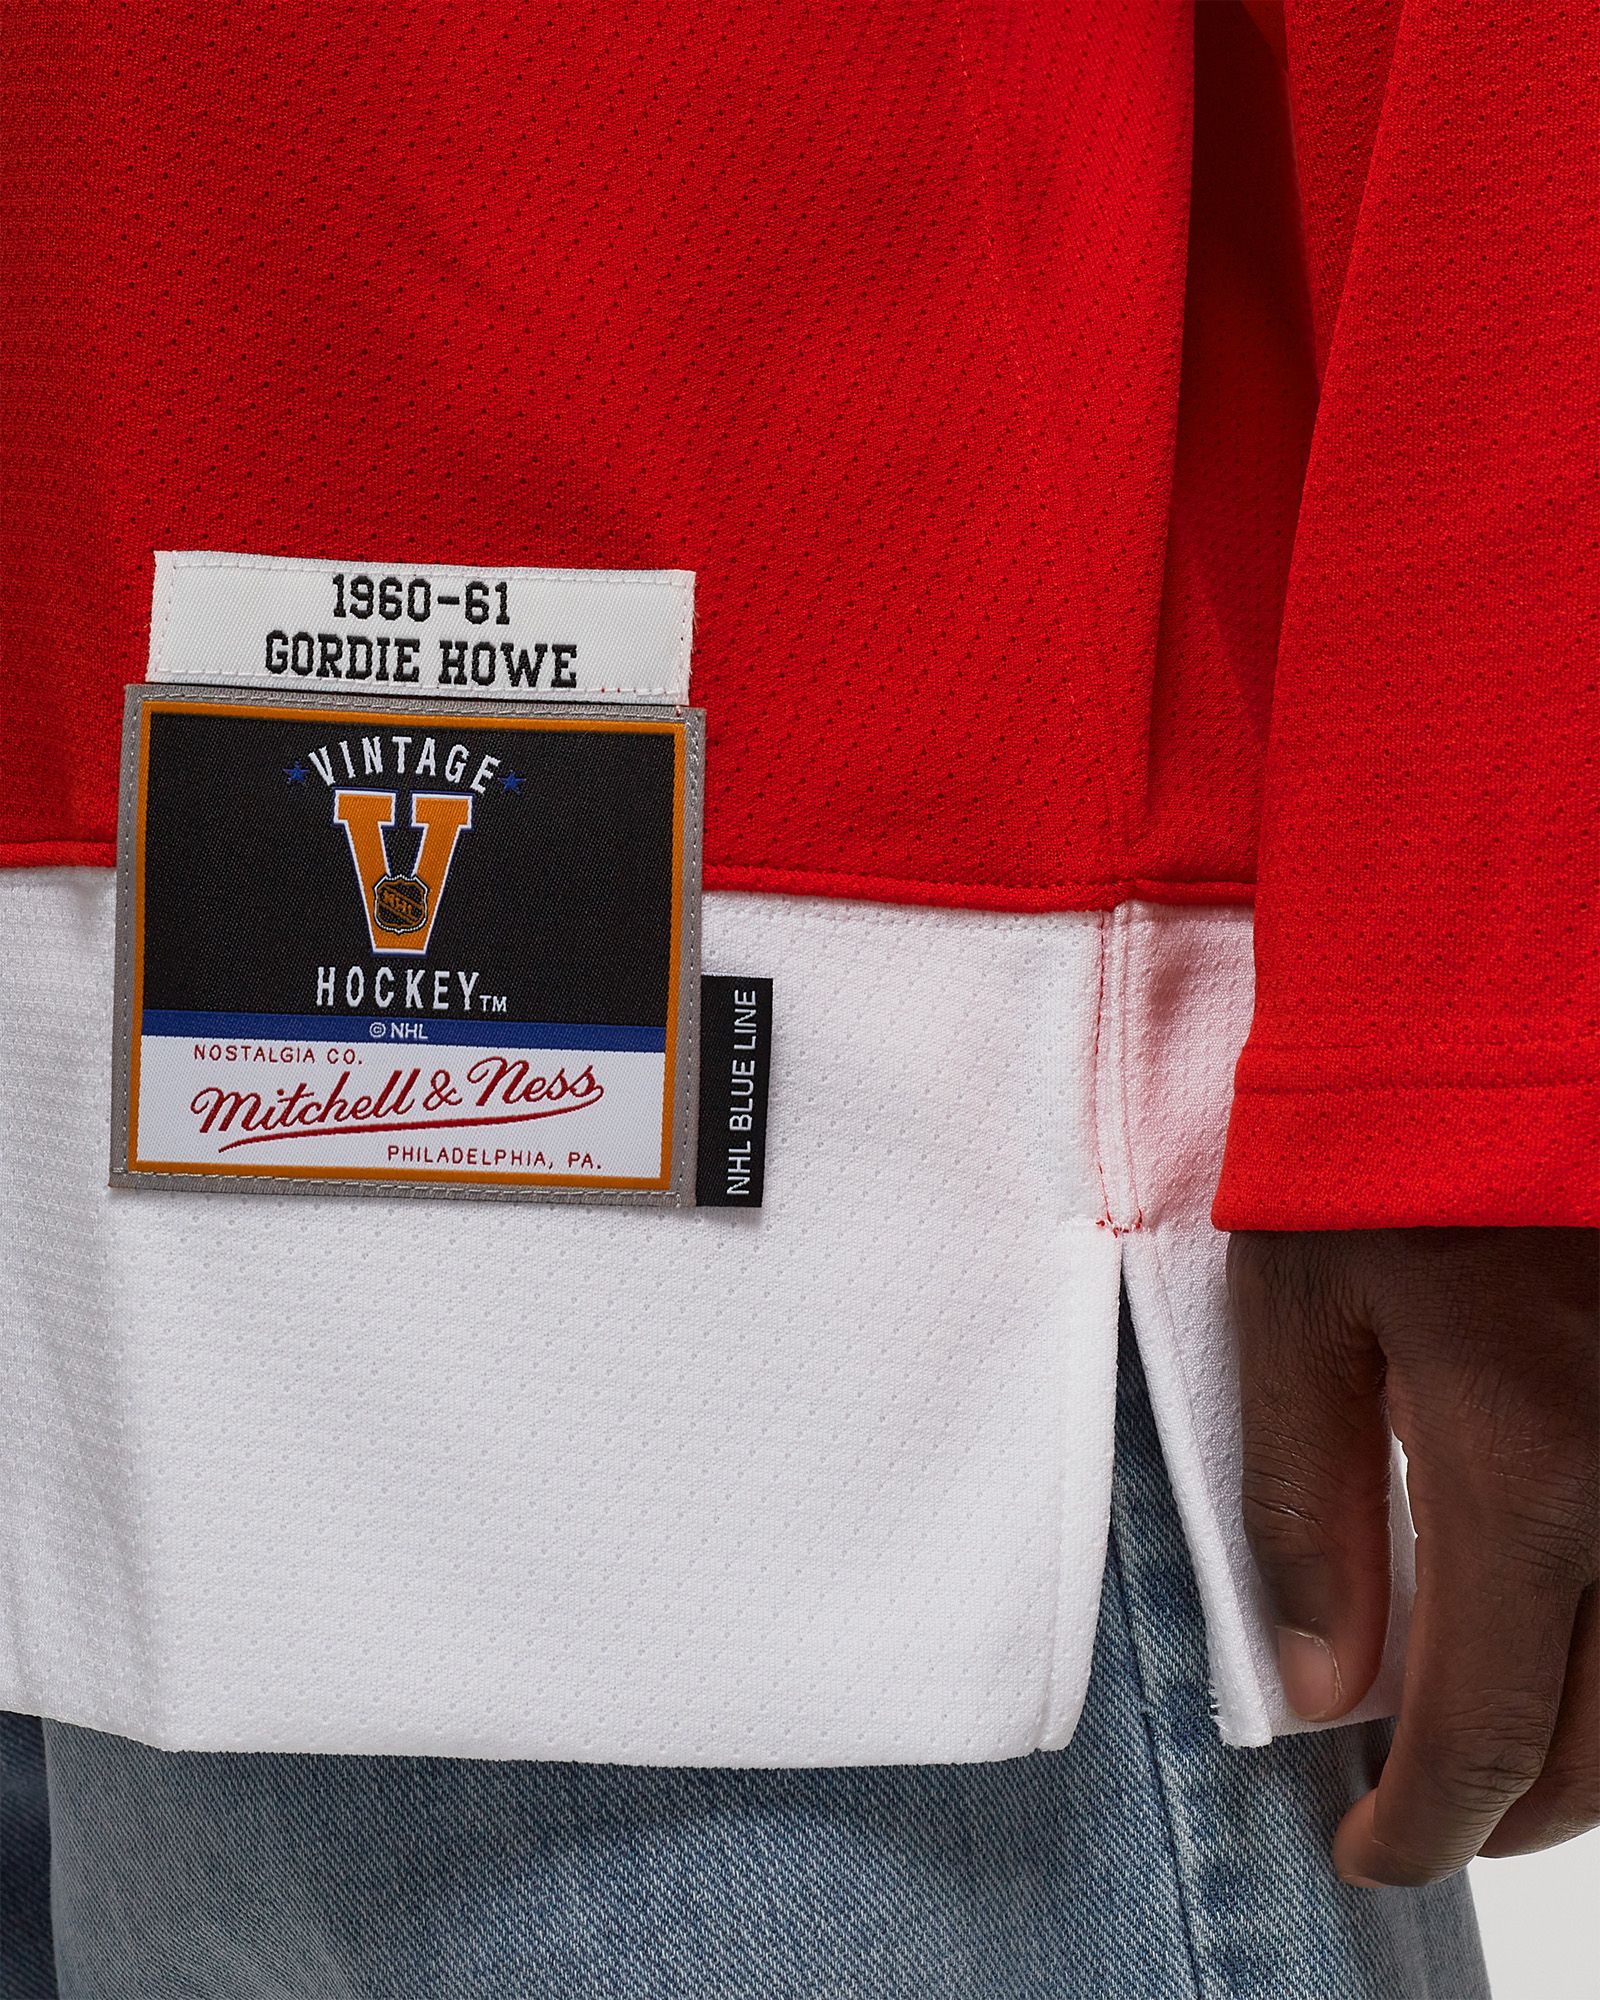 1960-61
GORDIE HOWE
VINTAGE
V
NHL
HOCKEY™
© NHL
NOSTALGIA CO.
Mitchell & Ness
PHILADELPHIA, PA.
NHL BLUE LINE